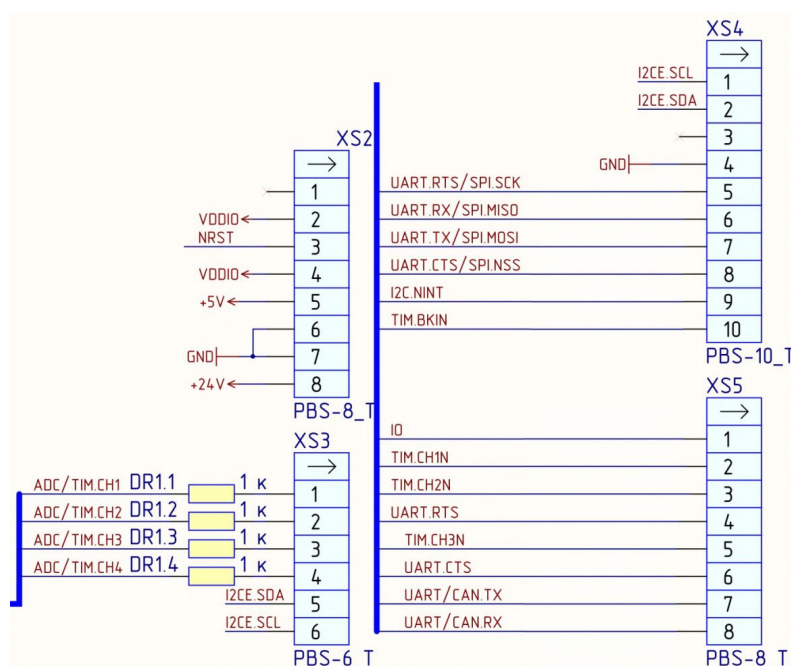 XS4
I2CE.SCL 1
I2CE.SDA 2
3
GND 4
UART.RTS/SPI.SCK 5
UART.RX/SPI.MISO 6
UART.TX/SPI.MOSI 7
UART.CTS/SPI.NSS 8
I2C.NINT 9
TIM.BKIN 10
PBS-10_T
XS2
1
VDDIO 2
NRST 3
VDDIO 4
+5V 5
6
GND 7
+24V 8
PBS-8_T
XS3
ADC/TIM.CH1 DR1.1 1 к 1
ADC/TIM.CH2 DR1.2 1 к 2
ADC/TIM.CH3 DR1.3 1 к 3
ADC/TIM.CH4 DR1.4 1 к 4
I2CE.SDA 5
I2CE.SCL 6
PBS-6 T
XS5
IO 1
TIM.CH1N 2
TIM.CH2N 3
UART.RTS 4
TIM.CH3N 5
UART.CTS 6
UART/CAN.TX 7
UART/CAN.RX 8
PBS-8 T